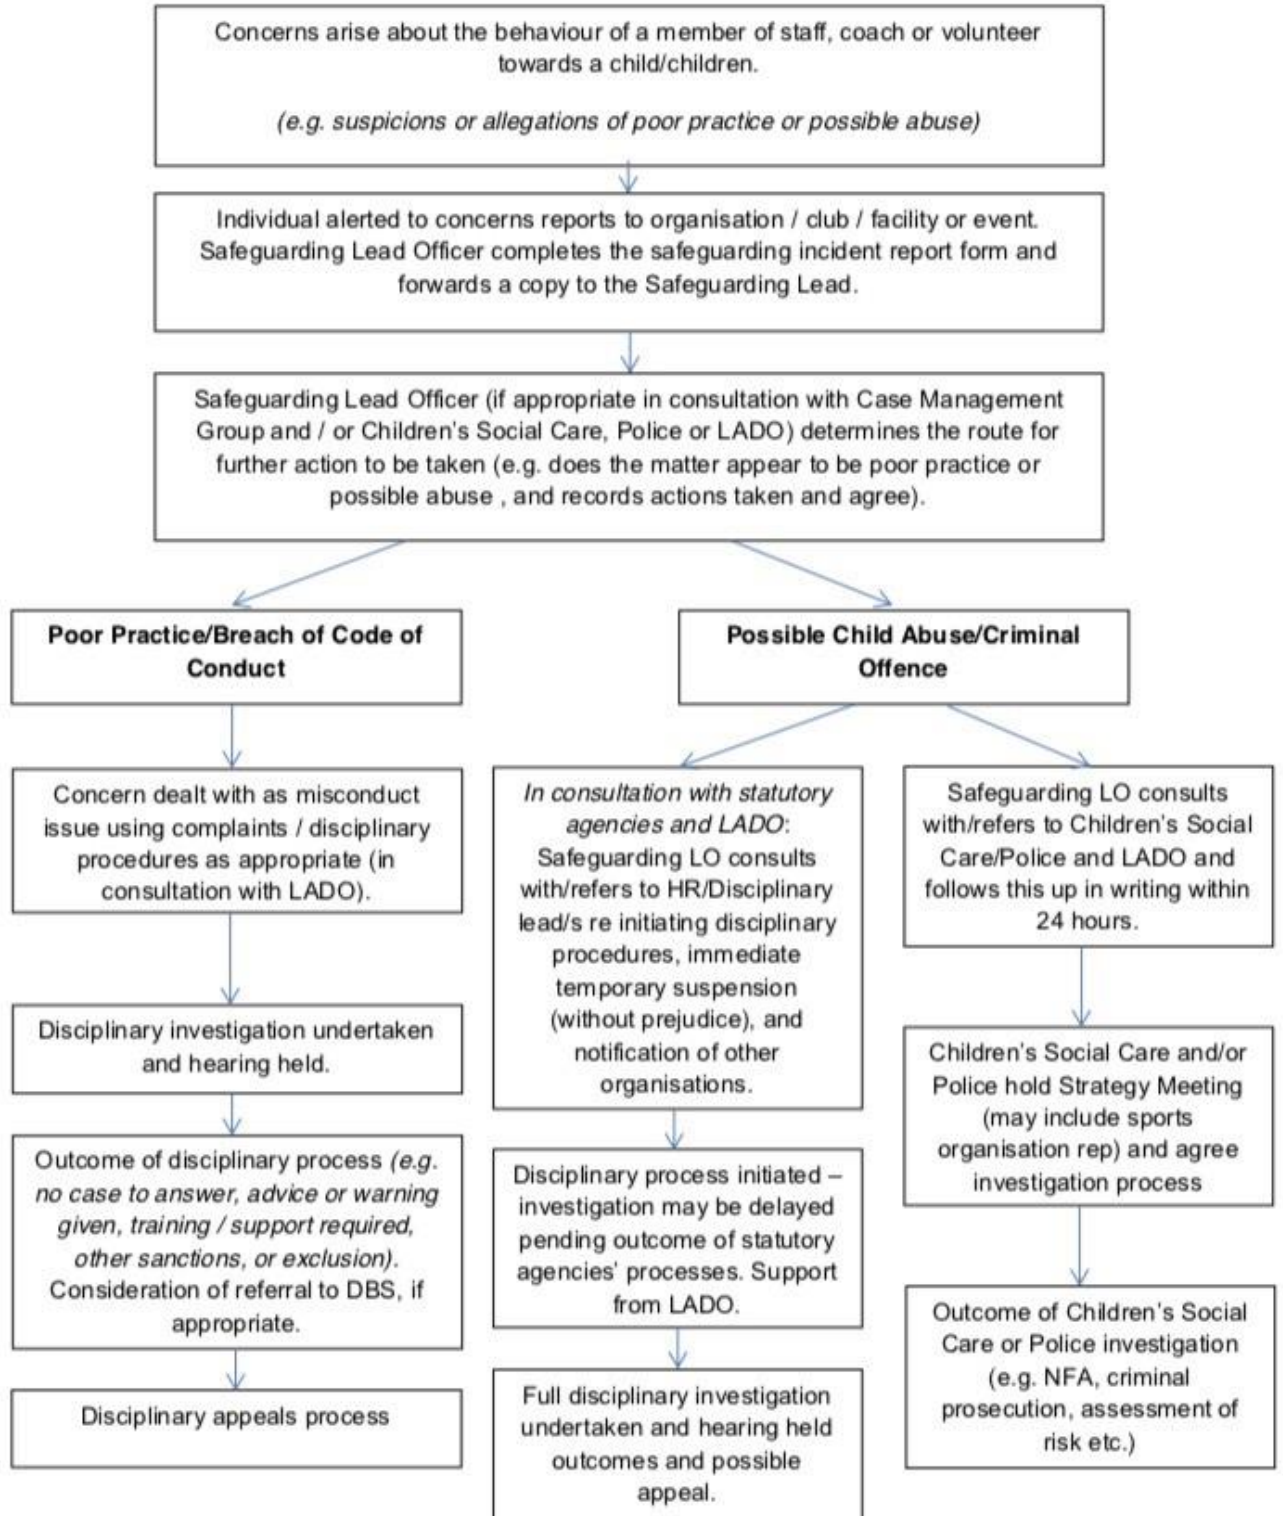 Concerns arise about the behaviour of a member of staff, coach or volunteer
towards a child/children.
(e.g. suspicions or allegations of poor practice or possible abuse)
Individual alerted to concerns reports to organisation / club / facility or event.
Safeguarding Lead Officer completes the safeguarding incident report form and
forwards a copy to the Safeguarding Lead.
Safeguarding Lead Officer (if appropriate in consultation with Case Management
Group and / or Children's Social Care, Police or LADO) determines the route for
further action to be taken (e.g. does the matter appear to be poor practice or
possible abuse , and records actions taken and agree).
Poor Practice/Breach of Code of
Conduct
Concern dealt with as misconduct
issue using complaints / disciplinary
procedures as appropriate (in
consultation with LADO).
Disciplinary investigation undertaken
and hearing held.
Outcome of disciplinary process (e.g.
no case to answer, advice or warning
given, training / support required,
other sanctions, or exclusion).
Consideration of referral to DBS, if
appropriate.
Disciplinary appeals process
Possible Child Abuse/Criminal
Offence
In consultation with statutory
agencies and LADO:
Safeguarding LO consults
with/refers to HR/Disciplinary
lead/s re initiating disciplinary
procedures, immediate
temporary suspension
(without prejudice), and
notification of other
organisations.
Disciplinary process initiated –
investigation may be delayed
pending outcome of statutory
agencies' processes. Support
from LADO.
Full disciplinary investigation
undertaken and hearing held
outcomes and possible
appeal.
Safeguarding LO consults
with/refers to Children's Social
Care/Police and LADO and
follows this up in writing within
24 hours.
Children's Social Care and/or
Police hold Strategy Meeting
(may include sports
organisation rep) and agree
investigation process
Outcome of Children's Social
Care or Police investigation
(e.g. NFA, criminal
prosecution, assessment of
risk etc.)